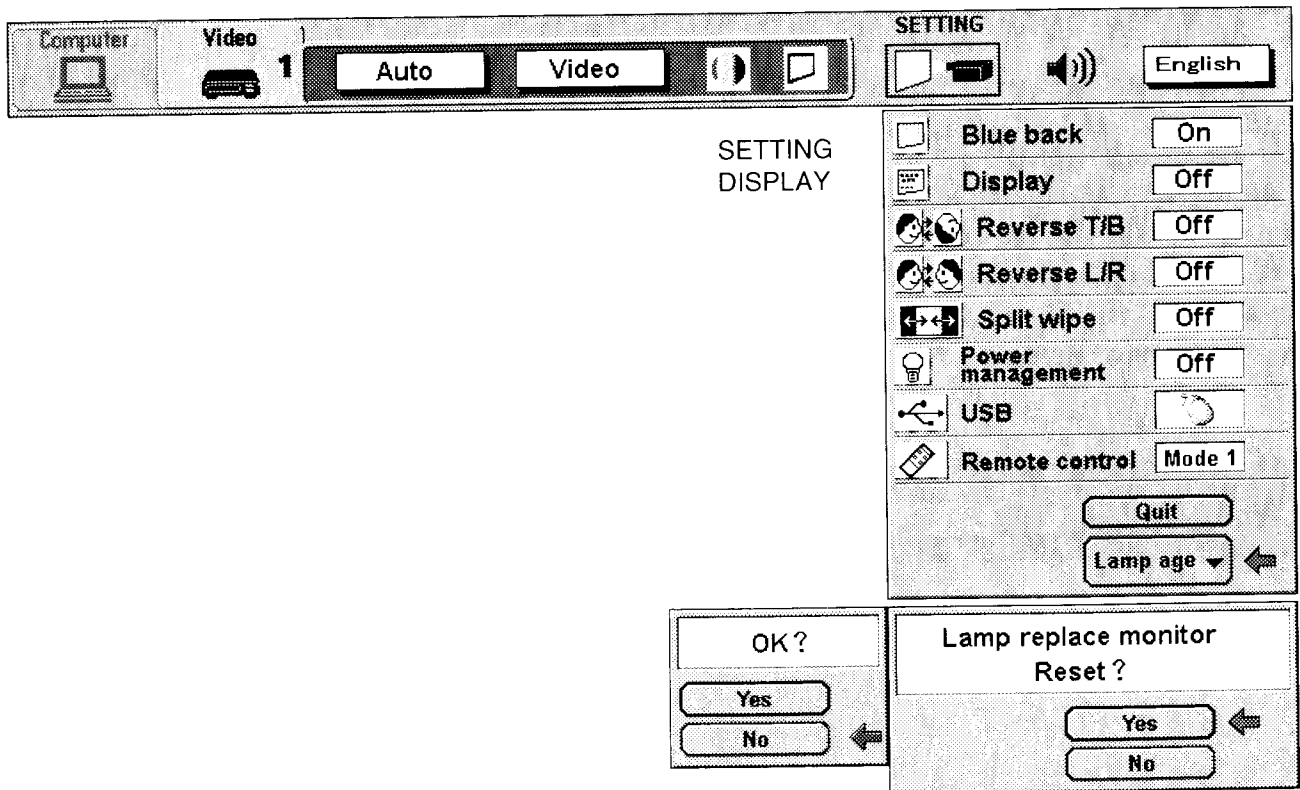 SETTING
Computer
Video
1
Auto
Video
English
SETTING
DISPLAY
Blue back On
Display Off
Reverse T/B Off
Reverse L/R Off
Split wipe Off
Power
management Off
USB
Remote control Mode 1
Quit
Lamp age
OK?
Yes
No
Lamp replace monitor
Reset?
Yes
No